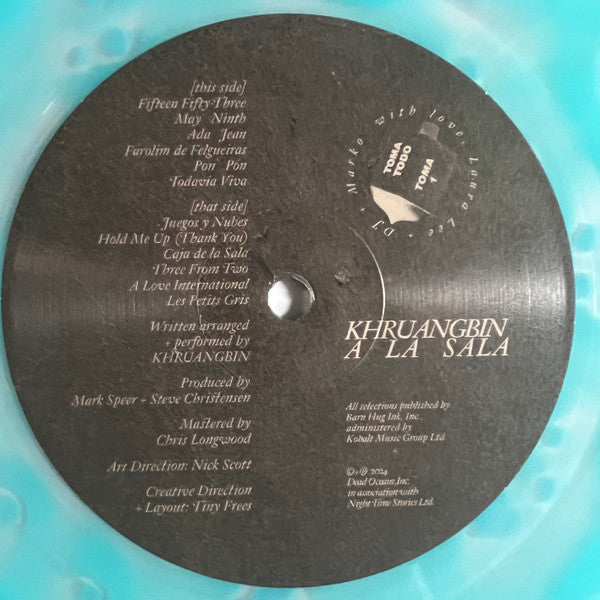 [this side]
Fifteen Fifty-Three
May Ninth
Ada Jean
Farolim de Felgueiras
Pon Pón
Todavía Viva
[that side]
Juegos y Nubes
Hold Me Up (Thank You)
Caja de la Sala
Three From Two
A Love International
Les Petits Gris
Written arranged
+ performed by
KHRUANGBIN
Produced by
Mark Speer + Steve Christensen
Mastered by
Chris Longwood
Art Direction: Nick Scott
Creative Direction
+ Layout: Tiny Frees
DJ + Marko with love, Laura Lee +
TOMA
TODO
TOMA
1
KHRUANGBIN
A LA SALA
All selections published by
Barn Hug Ink, Inc.,
administered by
Kobalt Music Group Ltd
©+℗ 2024
Dead Oceans, Inc.
in association with
Night Time Stories Ltd.